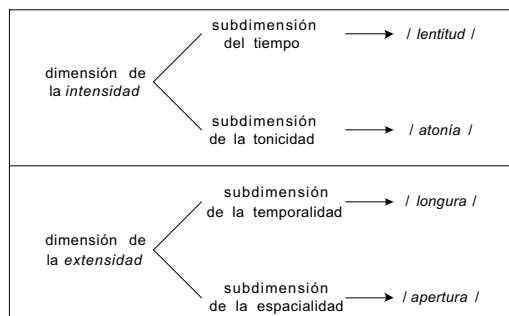 subdimensión
del tiempo
/ lentitud /
dimensión de
la intensidad
subdimensión
de la tonicidad
/ atonía /
subdimensión
de la temporalidad
/ longura /
dimensión de
la extensidad
subdimensión
de la espacialidad
/ apertura /